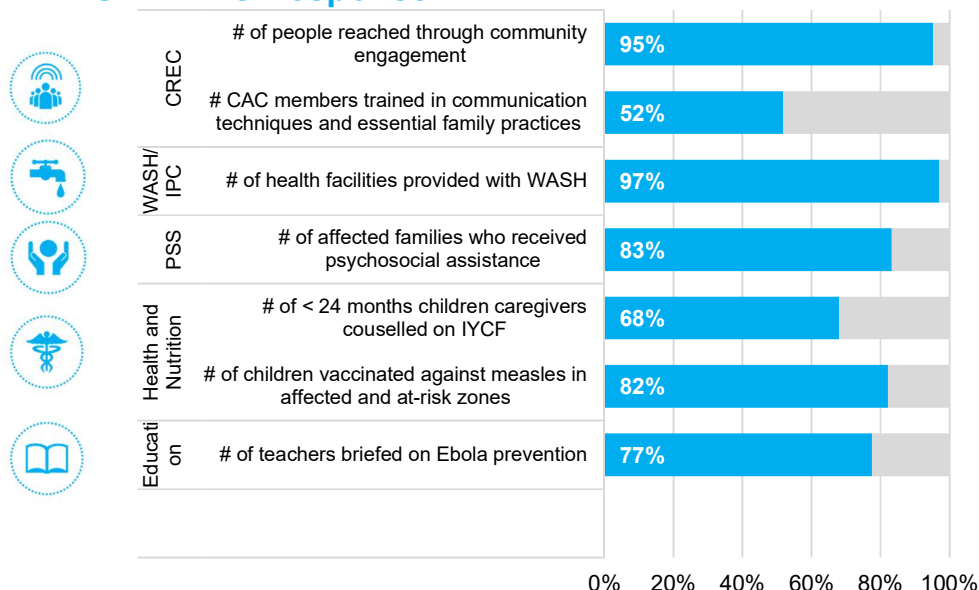 # of people reached through community
engagement
95%
CREC
# CAC members trained in communication
techniques and essential family practices
52%
WASH/
IPC
# of health facilities provided with WASH
97%
PSS
# of affected families who received
psychosocial assistance
83%
Health and
Nutrition
# of < 24 months children caregivers
couselled on IYCF
68%
# of children vaccinated against measles in
affected and at-risk zones
82%
Educati
on
# of teachers briefed on Ebola prevention
77%
0% 20% 40% 60% 80% 100%